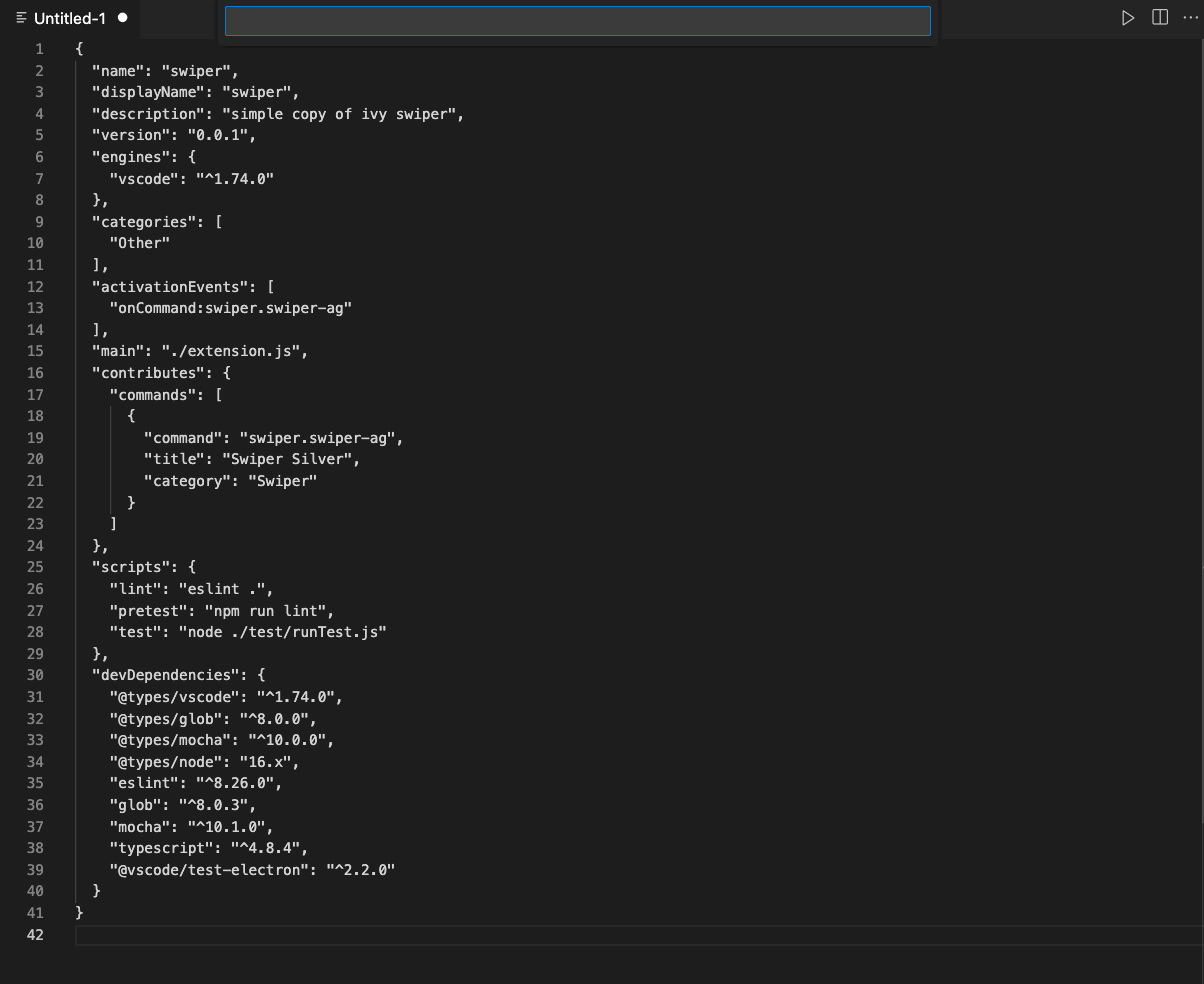 Untitled-1
1 {
2 "name": "swiper",
3 "displayName": "swiper",
4 "description": "simple copy of ivy swiper",
5 "version": "0.0.1",
6 "engines": {
7 "vscode": "^1.74.0"
8 },
9 "categories": [
10 "Other"
11 ],
12 "activationEvents": [
13 "onCommand:swiper.swiper-ag"
14 ],
15 "main": "./extension.js",
16 "contributes": {
17 "commands": [
18 {
19 "command": "swiper.swiper-ag",
20 "title": "Swiper Silver",
21 "category": "Swiper"
22 }
23 ]
24 },
25 "scripts": {
26 "lint": "eslint .",
27 "pretest": "npm run lint",
28 "test": "node ./test/runTest.js"
29 },
30 "devDependencies": {
31 "@types/vscode": "^1.74.0",
32 "@types/glob": "^8.0.0",
33 "@types/mocha": "^10.0.0",
34 "@types/node": "16.x",
35 "eslint": "^8.26.0",
36 "glob": "^8.0.3",
37 "mocha": "^10.1.0",
38 "typescript": "^4.8.4",
39 "@vscode/test-electron": "^2.2.0"
40 }
41 }
42